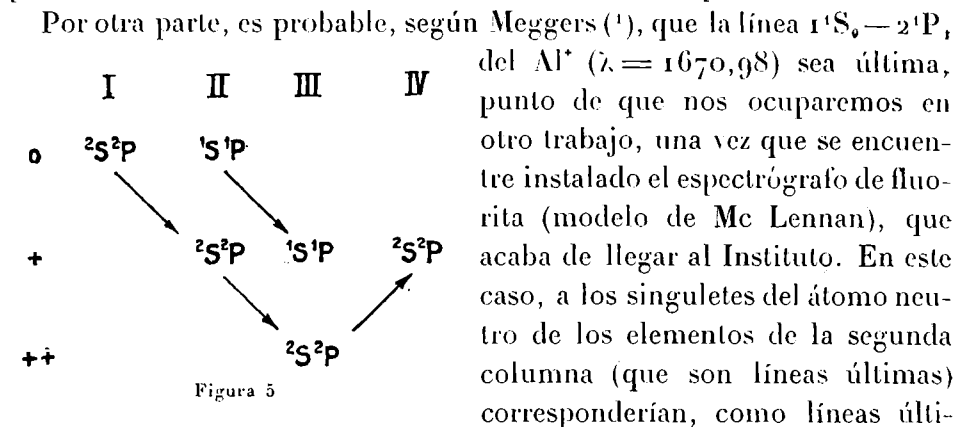 Por otra parte, es probable, según Meggers (¹), que la línea 1¹S₀ — 2¹P₁
del Al⁺ (λ = 1670,98) sea última,
punto de que nos ocuparemos en
otro trabajo, una vez que se encuen-
tre instalado el espectrógrafo de fluo-
rita (modelo de Mc Lennan), que
acaba de llegar al Instituto. En este
caso, a los singuletes del átomo neu-
tro de los elementos de la segunda
columna (que son líneas últimas)
corresponderían, como líneas últi-
I II III IV
0 ²S²P ¹S¹P
+ ²S²P ¹S¹P ²S²P
++ ²S²P
Figura 5